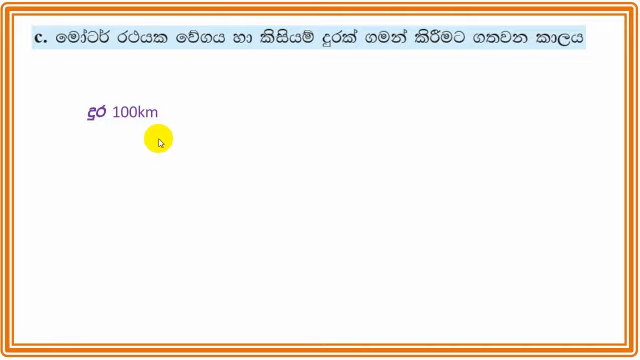 c. මෝටර් රථයක වේගය හා කිසියම් දුරක් ගමන් කිරීමට ගතවන කාලය
දුර 100km